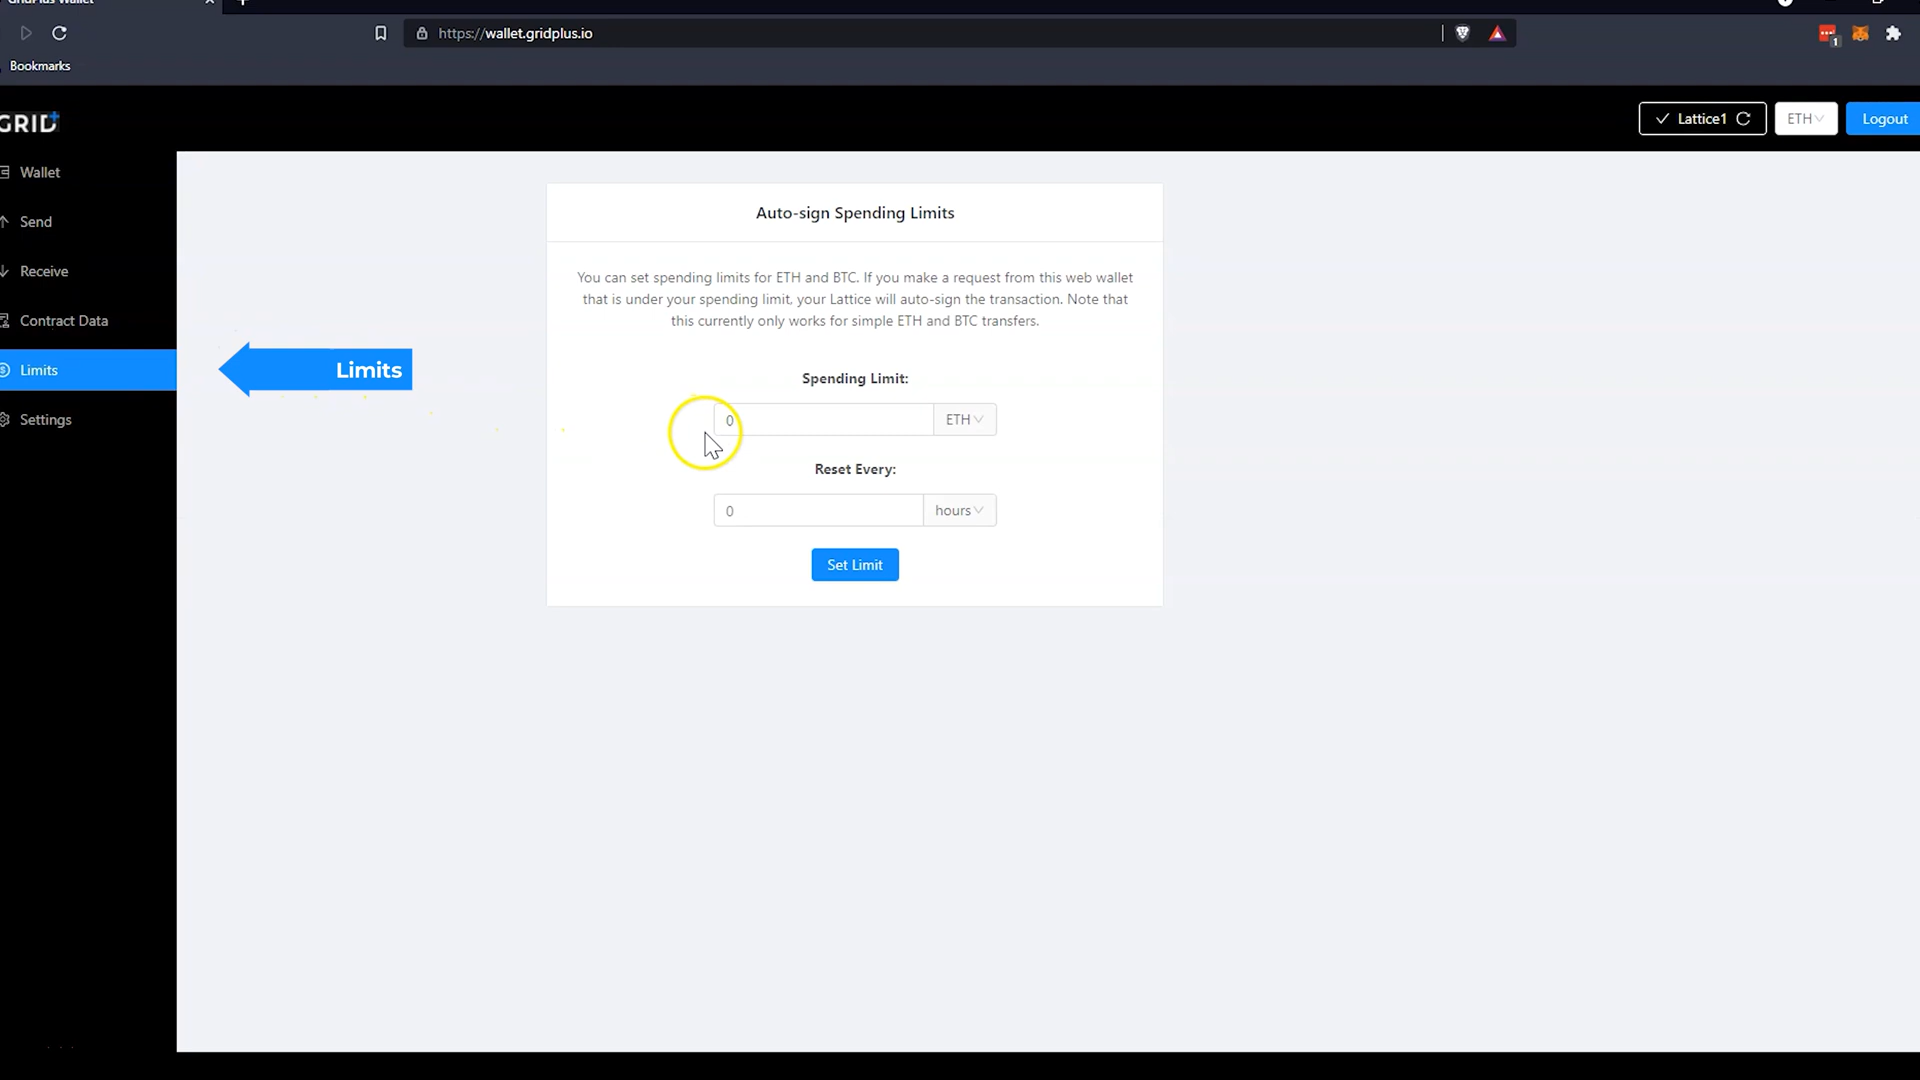 GridPlus Wallet
https://wallet.gridplus.io
1
Bookmarks
GRID+
Lattice1
ETH
Logout
Wallet
Send
Receive
Contract Data
Limits
Settings
Limits
Auto-sign Spending Limits
You can set spending limits for ETH and BTC. If you make a request from this web wallet
that is under your spending limit, your Lattice will auto-sign the transaction. Note that
this currently only works for simple ETH and BTC transfers.
Spending Limit:
0
ETH
Reset Every:
0
hours
Set Limit